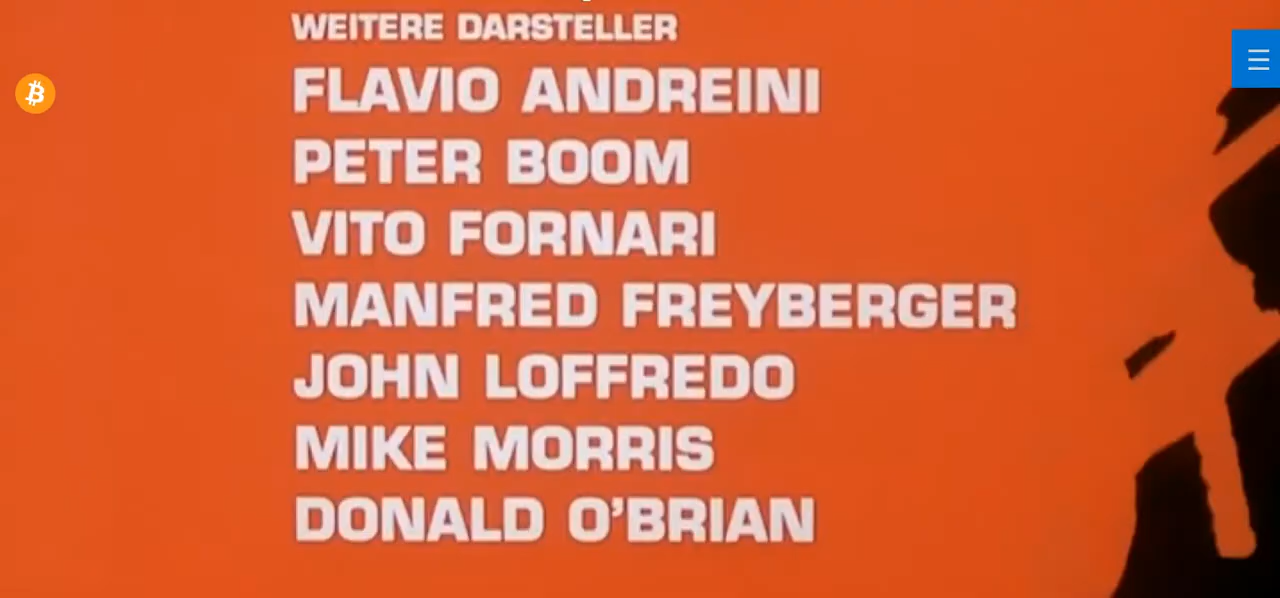 WEITERE DARSTELLER
FLAVIO ANDREINI
PETER BOOM
VITO FORNARI
MANFRED FREYBERGER
JOHN LOFFREDO
MIKE MORRIS
DONALD O'BRIAN